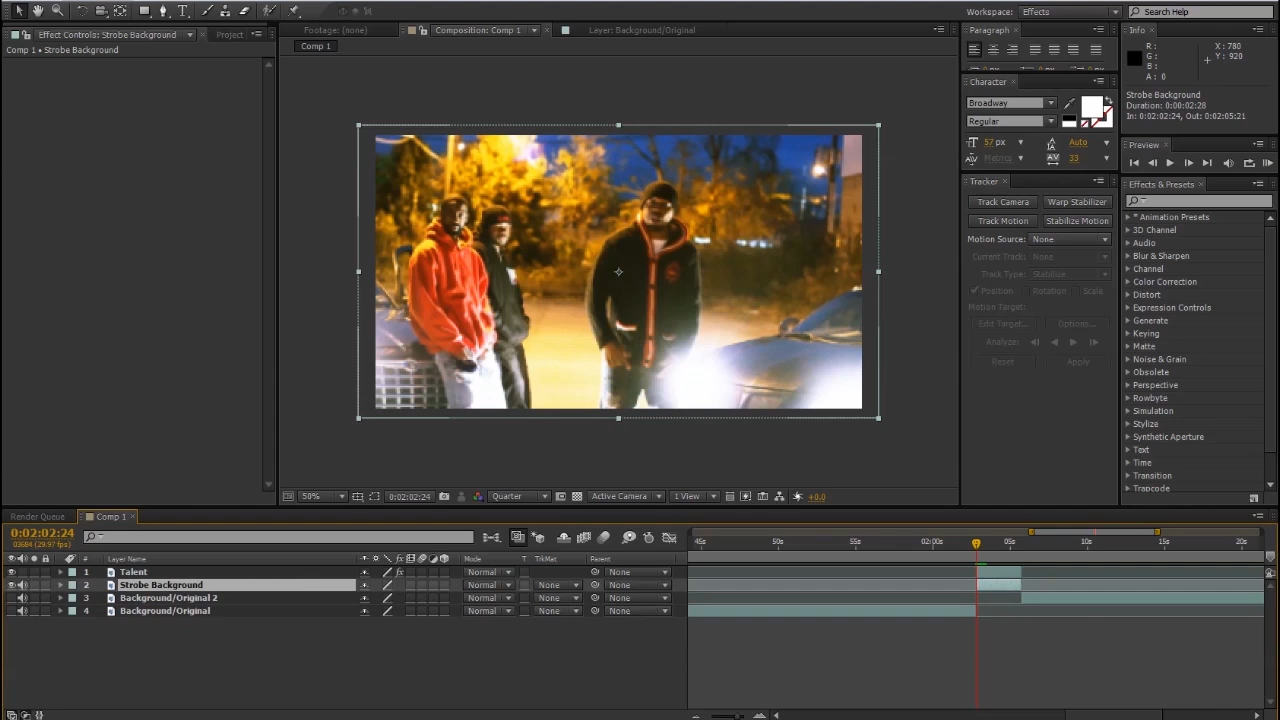 Workspace: Effects Search Help
Effect Controls: Strobe Background Project
Comp 1 • Strobe Background
Footage: (none) Composition: Comp 1 Layer: Background/Original
Comp 1
Paragraph
Character
Broadway
Regular
57 px Auto
Metrics 33
Tracker
Track Camera Warp Stabilizer
Track Motion Stabilize Motion
Motion Source: None
Current Track: None
Track Type: Stabilize
Position Rotation Scale
Motion Target:
Edit Target... Options...
Analyze:
Reset Apply
Info
R : X : 780
G : Y : 920
B :
A : 0
Strobe Background
Duration: 0:00:02:28
In: 0:02:02:24, Out: 0:02:05:21
Preview
Effects & Presets
* Animation Presets
3D Channel
Audio
Blur & Sharpen
Channel
Color Correction
Distort
Expression Controls
Generate
Keying
Matte
Noise & Grain
Obsolete
Perspective
Rowbyte
Simulation
Stylize
Synthetic Aperture
Text
Time
Transition
Trapcode
50% 0:02:02:24 Quarter Active Camera 1 View +0.0
Render Queue Comp 1
0:02:02:24
03684 (29.97 fps)
45s 50s 55s 02:00s 05s 10s 15s 20s
# Layer Name Mode T TrkMat Parent
1 Talent Normal None
2 Strobe Background Normal None None
3 Background/Original 2 Normal None None
4 Background/Original Normal None None